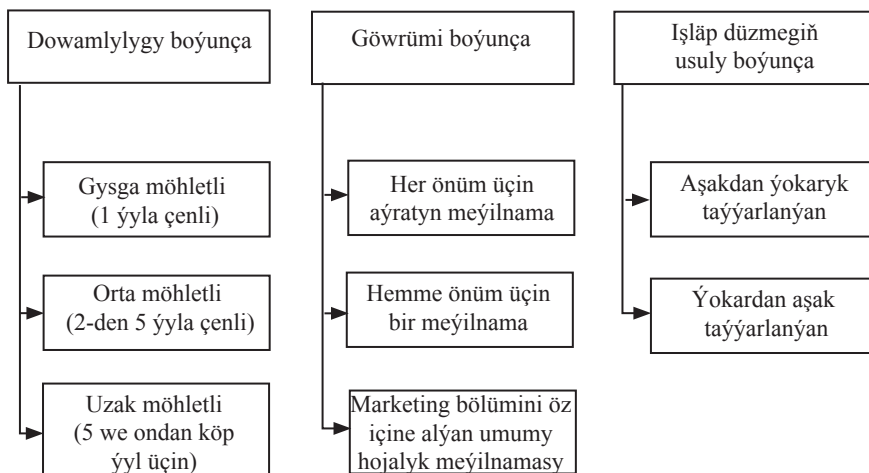 Dowamlylygy boýunça
Gysga möhletli
(1 ýyla çenli)
Orta möhletli
(2-den 5 ýyla çenli)
Uzak möhletli
(5 we ondan köp
ýyl üçin)
Göwrümi boýunça
Her önüm üçin
aýratyn meýilnama
Hemme önüm üçin
bir meýilnama
Marketing bölümini öz
içine alýan umumy
hojalyk meýilnamasy
Işläp düzmegiň
usuly boýunça
Aşakdan ýokaryk
taýýarlanýan
Ýokardan aşak
taýýarlanýan